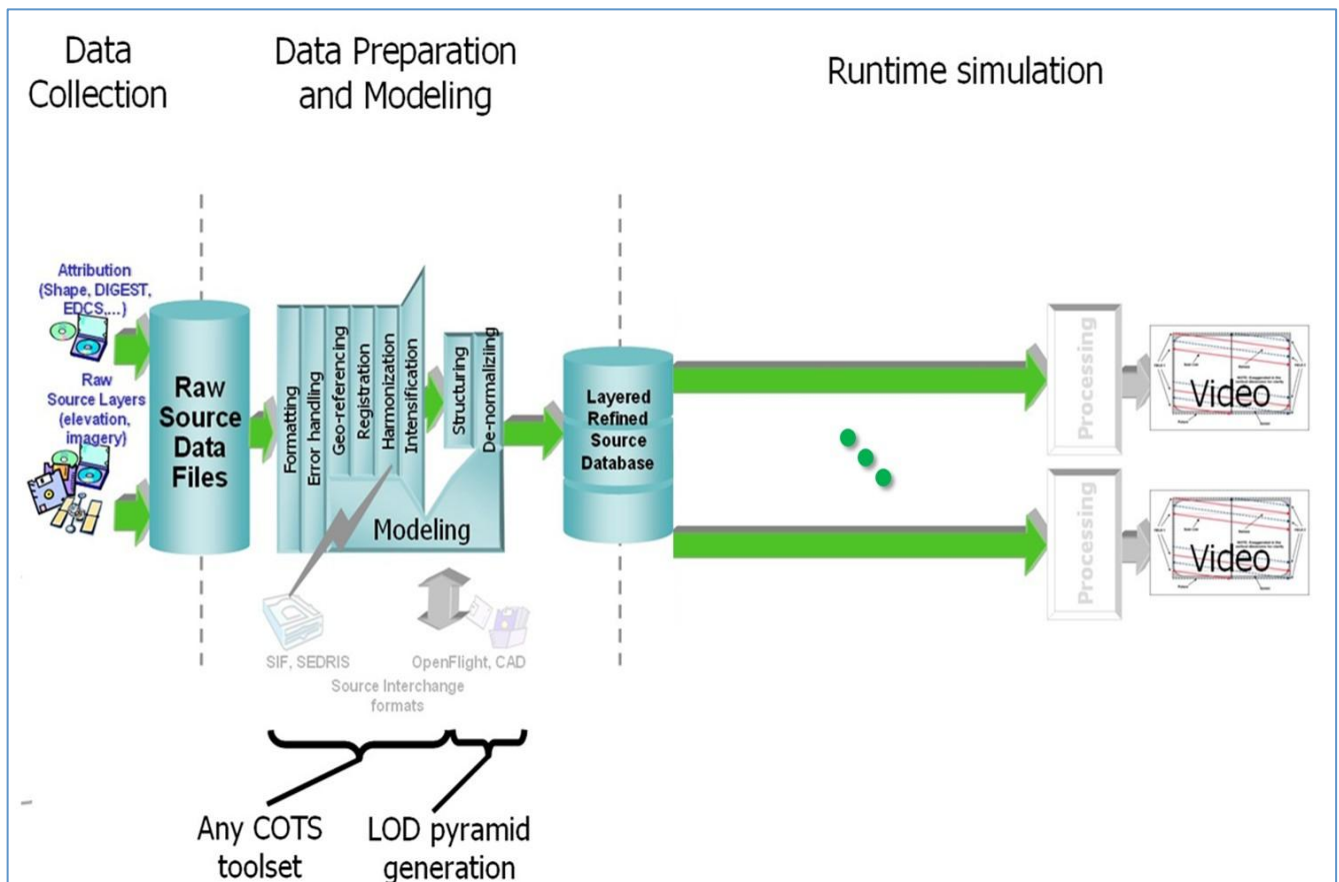 Data
Collection
Data Preparation
and Modeling
Runtime simulation
Attribution
(Shape, DIGEST,
EDCS,...)
Raw
Source Layers
(elevation,
imagery)
Raw
Source
Data
Files
Formatting
Error handling
Geo-referencing
Registration
Harmonization
Intensification
Structuring
De-normaliziing
Modeling
Layered
Refined
Source
Database
Processing
Video
Processing
Video
SIF, SEDRIS
OpenFlight, CAD
Source Interchange
formats
Any COTS
toolset
LOD pyramid
generation